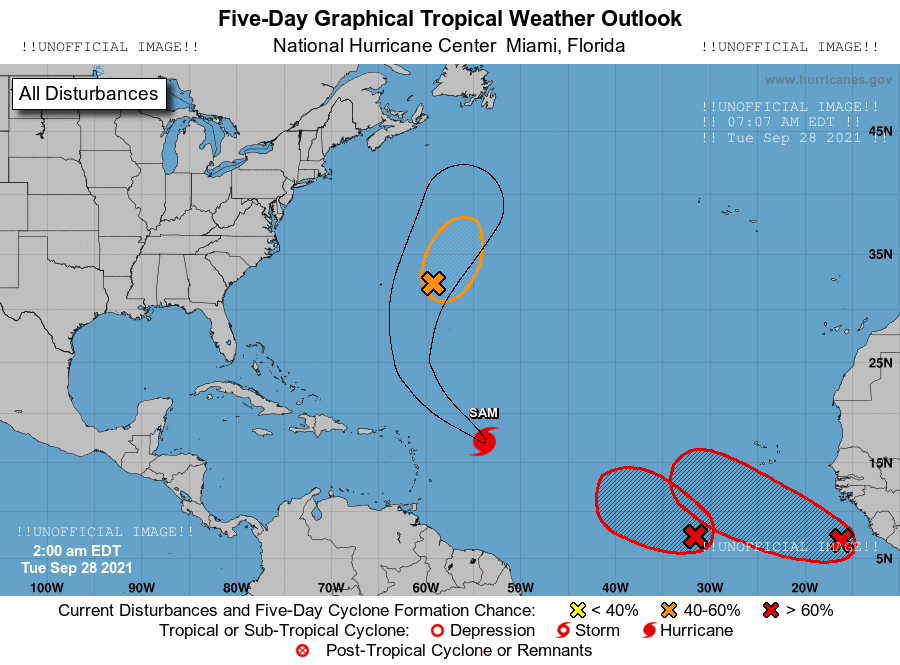 Five-Day Graphical Tropical Weather Outlook
!!UNOFFICIAL IMAGE!! National Hurricane Center Miami, Florida !!UNOFFICIAL IMAGE!!
www.hurricanes.gov
All Disturbances
!!UNOFFICIAL IMAGE!!
!! 07:07 AM EDT !!
!! Tue Sep 28 2021 !!
45N
35N
25N
SAM
15N
!!UNOFFICIAL IMAGE!!
!!UNOFFICIAL IMAGE!!
2:00 am EDT
5N
Tue Sep 28 2021
100W 90W 80W 70W 60W 50W 40W 30W 20W
Current Disturbances and Five-Day Cyclone Formation Chance: < 40% 40-60% > 60%
Tropical or Sub-Tropical Cyclone: Depression Storm Hurricane
Post-Tropical Cyclone or Remnants